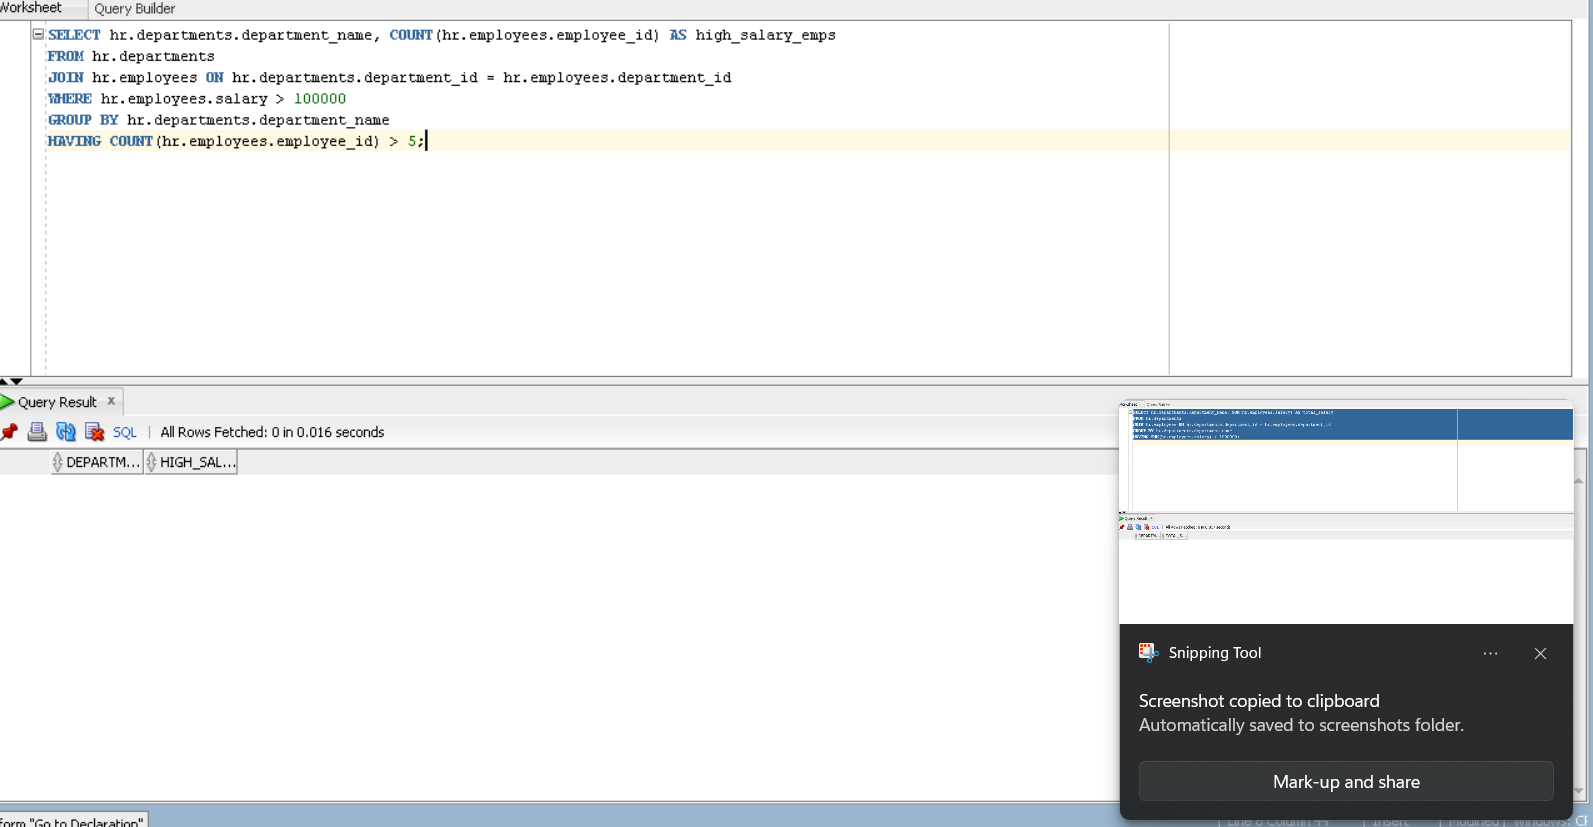 Worksheet Query Builder
SELECT hr.departments.department_name, COUNT(hr.employees.employee_id) AS high_salary_emps
FROM hr.departments
JOIN hr.employees ON hr.departments.department_id = hr.employees.department_id
WHERE hr.employees.salary > 100000
GROUP BY hr.departments.department_name
HAVING COUNT(hr.employees.employee_id) > 5;
Query Result x
SQL | All Rows Fetched: 0 in 0.016 seconds
DEPARTM... HIGH_SAL...
Snipping Tool
Screenshot copied to clipboard
Automatically saved to screenshots folder.
Mark-up and share
form "Go to Declaration"